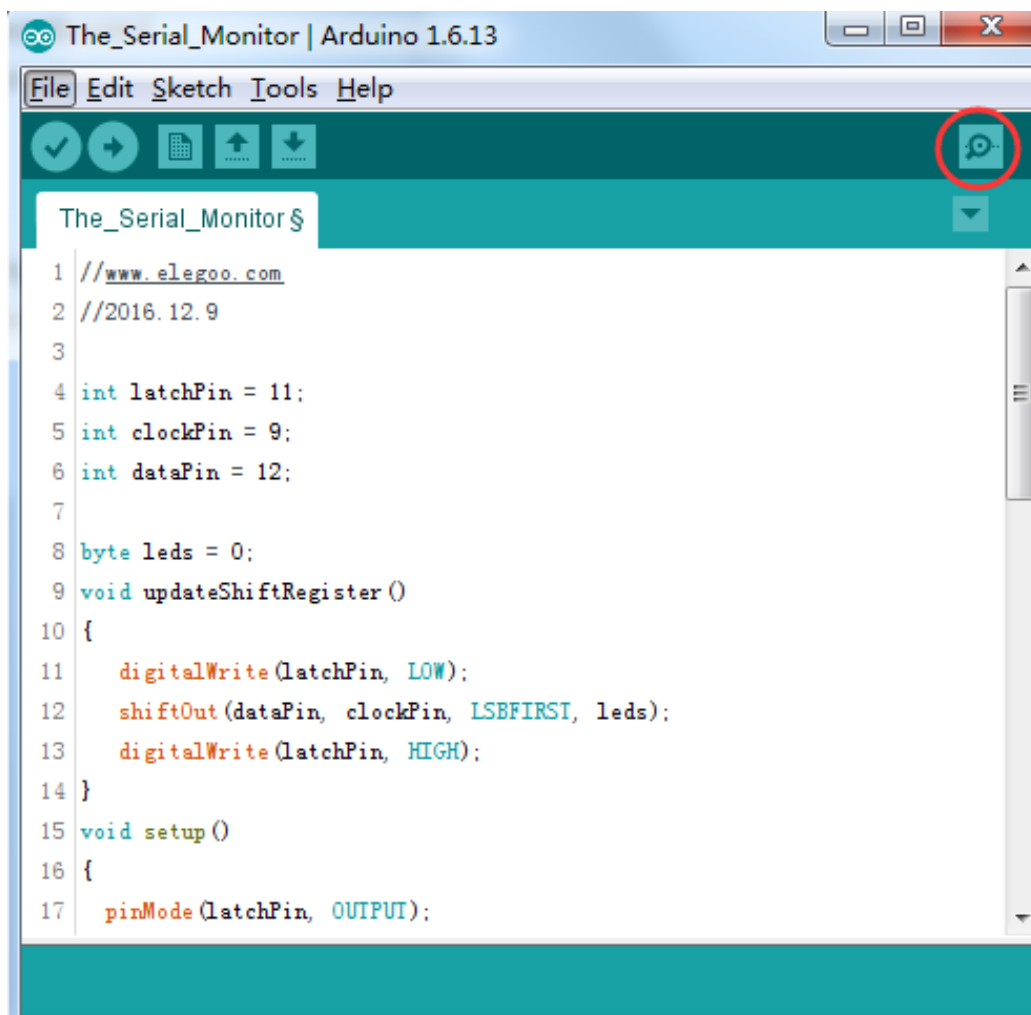 The_Serial_Monitor | Arduino 1.6.13
File Edit Sketch Tools Help
The_Serial_Monitor §
1 //www.elegoo.com
2 //2016.12.9
3
4 int latchPin = 11;
5 int clockPin = 9;
6 int dataPin = 12;
7
8 byte leds = 0;
9 void updateShiftRegister()
10 {
11 digitalWrite(latchPin, LOW);
12 shiftOut(dataPin, clockPin, LSBFIRST, leds);
13 digitalWrite(latchPin, HIGH);
14 }
15 void setup()
16 {
17 pinMode(latchPin, OUTPUT);